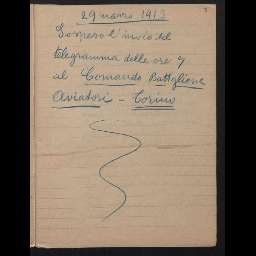 29 marzo 1913
Sospeso l'invio del
telegramma delle ore 7
al Comando Battaglione
Aviatori - Torino